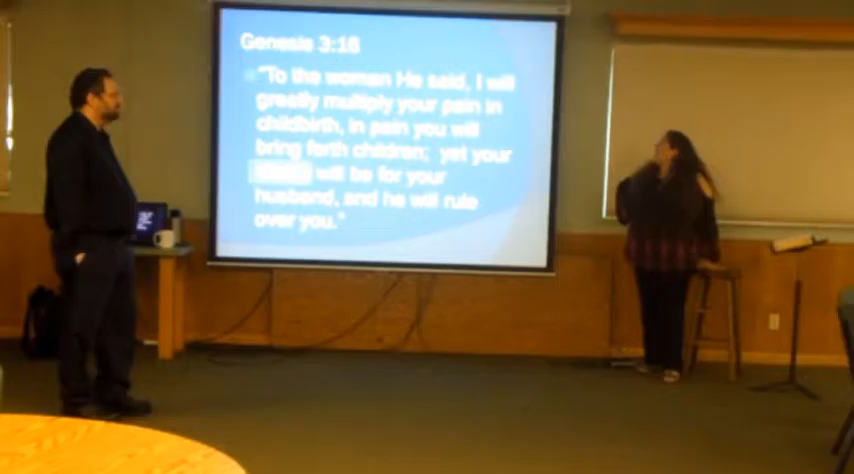 Genesis 3:16
"To the woman He said, I will
greatly multiply your pain in
childbirth, in pain you will
bring forth children; yet your
will be for your
husband, and he will rule
over you."